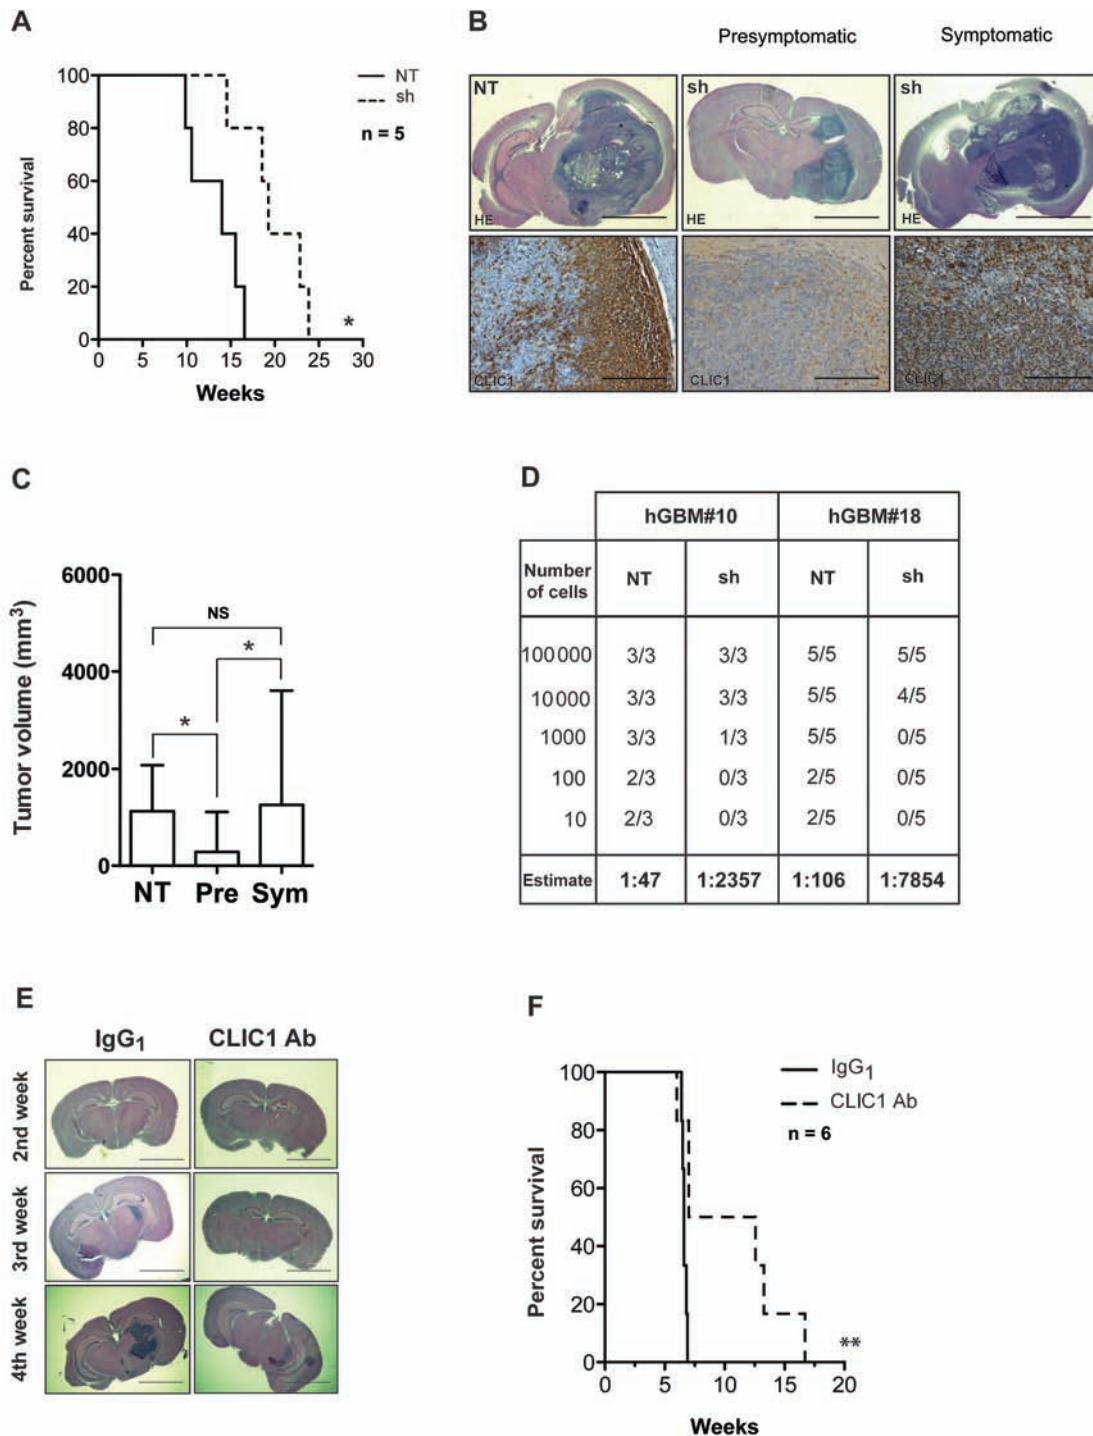 A
100
80
60
40
20
0
Percent survival
0 5 10 15 20 25 30
Weeks
NT
sh
n = 5
*
B
Presymptomatic
Symptomatic
NT
HE
sh
HE
sh
HE
CLIC1
CLIC1
CLIC1
C
Tumor volume (mm³)
6000
4000
2000
0
NS
*
*
NT Pre Sym
D
hGBM#10 hGBM#18
Number of cells NT sh NT sh
100 000 3/3 3/3 5/5 5/5
10 000 3/3 3/3 5/5 4/5
1000 3/3 1/3 5/5 0/5
100 2/3 0/3 2/5 0/5
10 2/3 0/3 2/5 0/5
Estimate 1:47 1:2357 1:106 1:7854
E
IgG₁ CLIC1 Ab
2nd week
3rd week
4th week
F
100
80
60
40
20
0
Percent survival
0 5 10 15 20
Weeks
IgG₁
CLIC1 Ab
n = 6
**